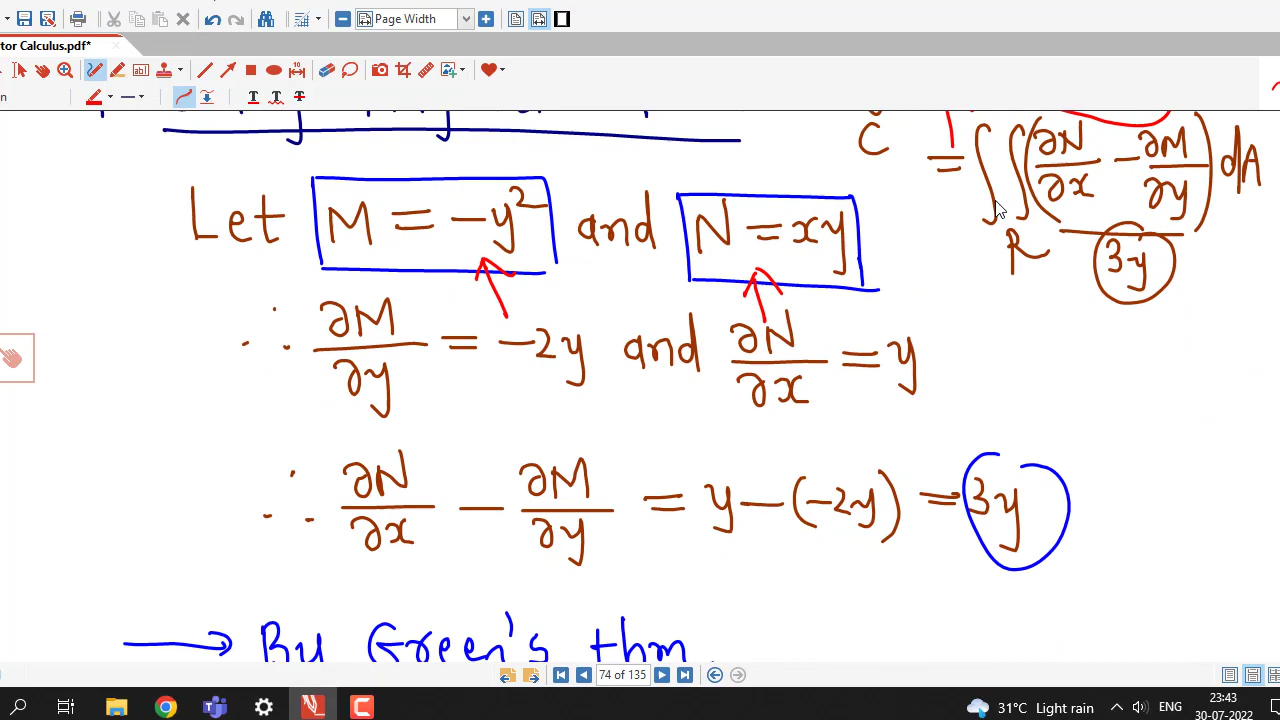 Page Width
tor Calculus.pdf*
n
C
= ∫∫ (∂N/∂x − ∂M/∂y) dA
R
3y
Let M = −y² and N = xy
∴ ∂M/∂y = −2y and ∂N/∂x = y
∴ ∂N/∂x − ∂M/∂y = y − (−2y) = 3y
→ By Green's thm.
74 of 135
31°C Light rain
ENG
23:43
30-07-2022